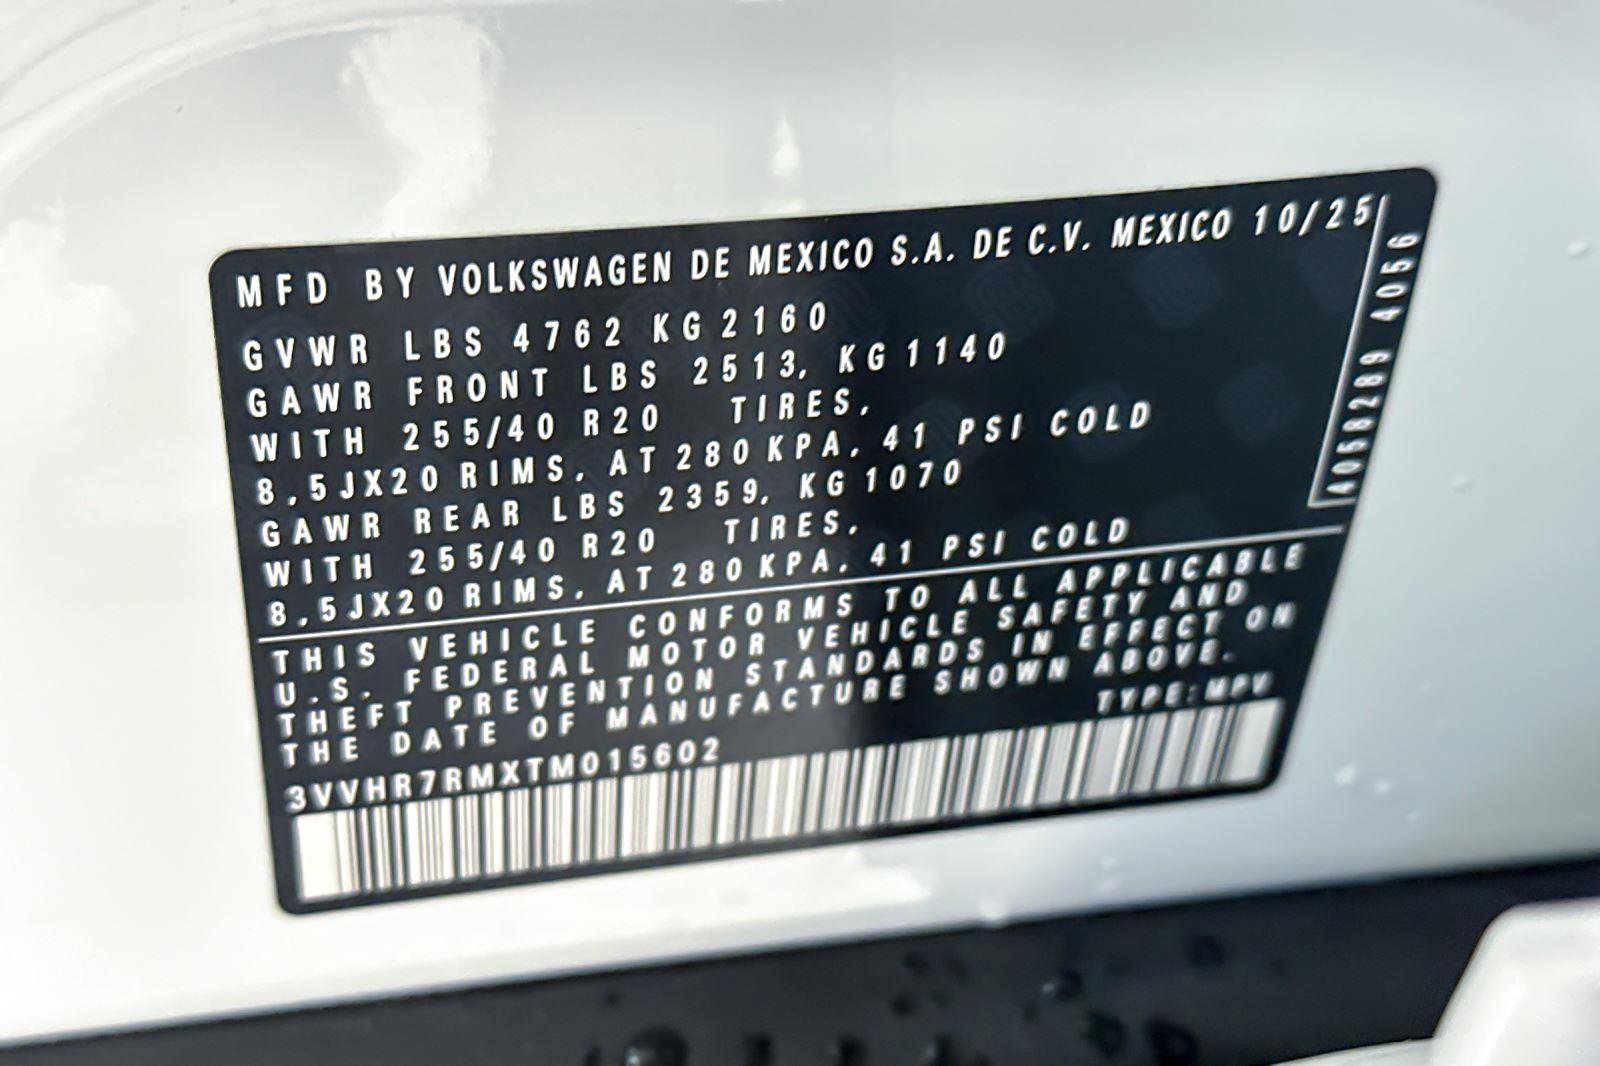 MFD BY VOLKSWAGEN DE MEXICO S.A. DE C.V. MEXICO 10/25
GVWR LBS 4762 KG 2160
GAWR FRONT LBS 2513, KG 1140
WITH 255/40 R20 TIRES,
8,5JX20 RIMS, AT 280 KPA, 41 PSI COLD
GAWR REAR LBS 2359, KG 1070
WITH 255/40 R20 TIRES,
8,5JX20 RIMS, AT 280 KPA, 41 PSI COLD
THIS VEHICLE CONFORMS TO ALL APPLICABLE
U.S. FEDERAL MOTOR VEHICLE SAFETY AND
THEFT PREVENTION STANDARDS IN EFFECT ON
THE DATE OF MANUFACTURE SHOWN ABOVE.
TYPE:MPV
3VVHR7RMXTM015602
4058289 4056